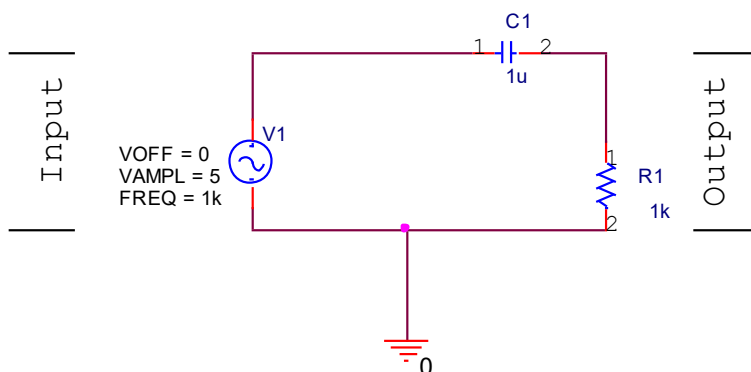 C1
1 2
1u
Input
V1
VOFF = 0
VAMPL = 5
FREQ = 1k
1
R1
1k
2
Output
0